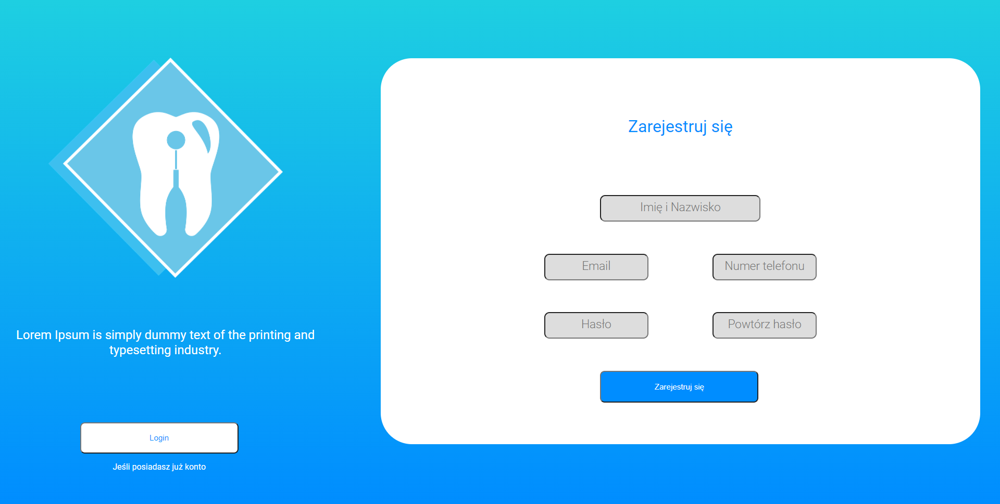 Lorem Ipsum is simply dummy text of the printing and
typesetting industry.
Login
Jeśli posiadasz już konto
Zarejestruj się
Imię i Nazwisko
Email
Numer telefonu
Hasło
Powtórz hasło
Zarejestruj się